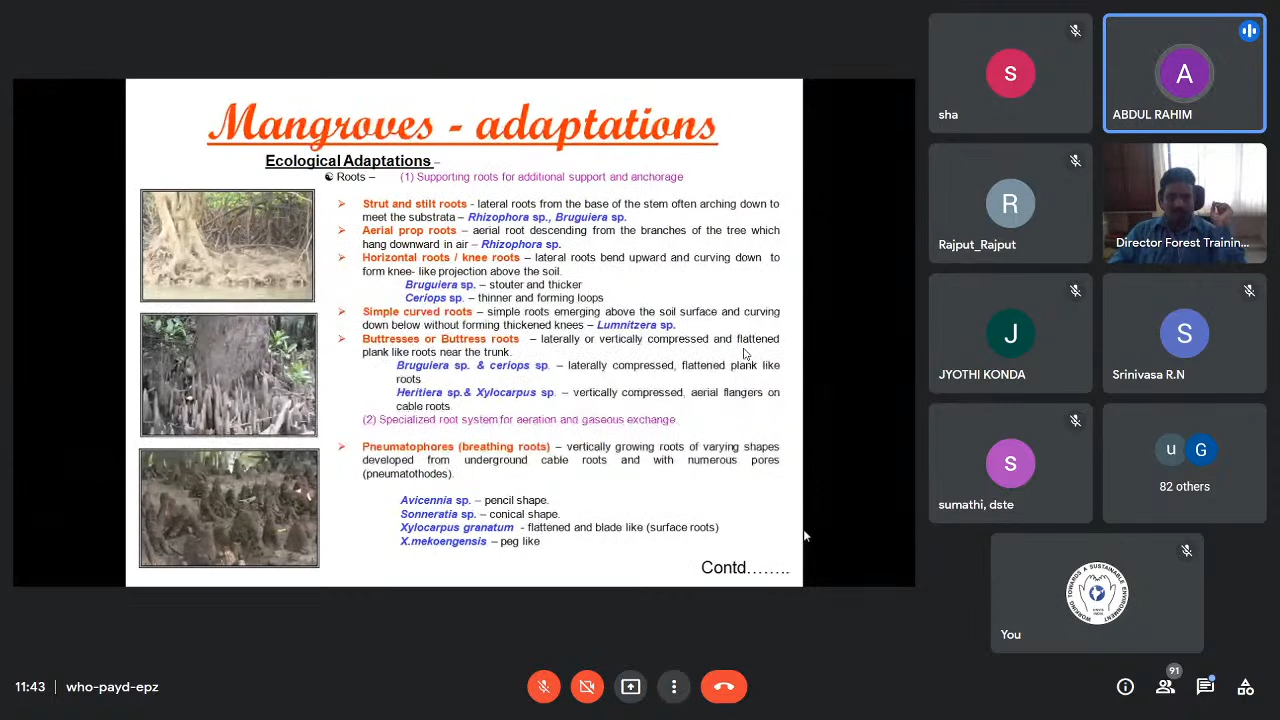 Mangroves - adaptations
Ecological Adaptations –
☯ Roots – (1) Supporting roots for additional support and anchorage
➢ Strut and stilt roots - lateral roots from the base of the stem often arching down to
meet the substrata – Rhizophora sp., Bruguiera sp.
➢ Aerial prop roots – aerial root descending from the branches of the tree which
hang downward in air – Rhizophora sp.
➢ Horizontal roots / knee roots – lateral roots bend upward and curving down to
form knee- like projection above the soil.
Bruguiera sp. – stouter and thicker
Ceriops sp. – thinner and forming loops
➢ Simple curved roots – simple roots emerging above the soil surface and curving
down below without forming thickened knees – Lumnitzera sp.
➢ Buttresses or Buttress roots – laterally or vertically compressed and flattened
plank like roots near the trunk.
Bruguiera sp. & ceriops sp. – laterally compressed, flattened plank like
roots
Heritiera sp.& Xylocarpus sp. – vertically compressed, aerial flangers on
cable roots
(2) Specialized root system for aeration and gaseous exchange
➢ Pneumatophores (breathing roots) – vertically growing roots of varying shapes
developed from underground cable roots and with numerous pores
(pneumatothodes).
Avicennia sp. – pencil shape.
Sonneratia sp. – conical shape.
Xylocarpus granatum - flattened and blade like (surface roots)
X.mekoengensis – peg like
Contd........
s
sha
A
ABDUL RAHIM
R
Rajput_Rajput
Director Forest Trainin...
J
JYOTHI KONDA
S
Srinivasa R.N
s
sumathi, dste
u G
82 others
You
11:43 | who-payd-epz
91